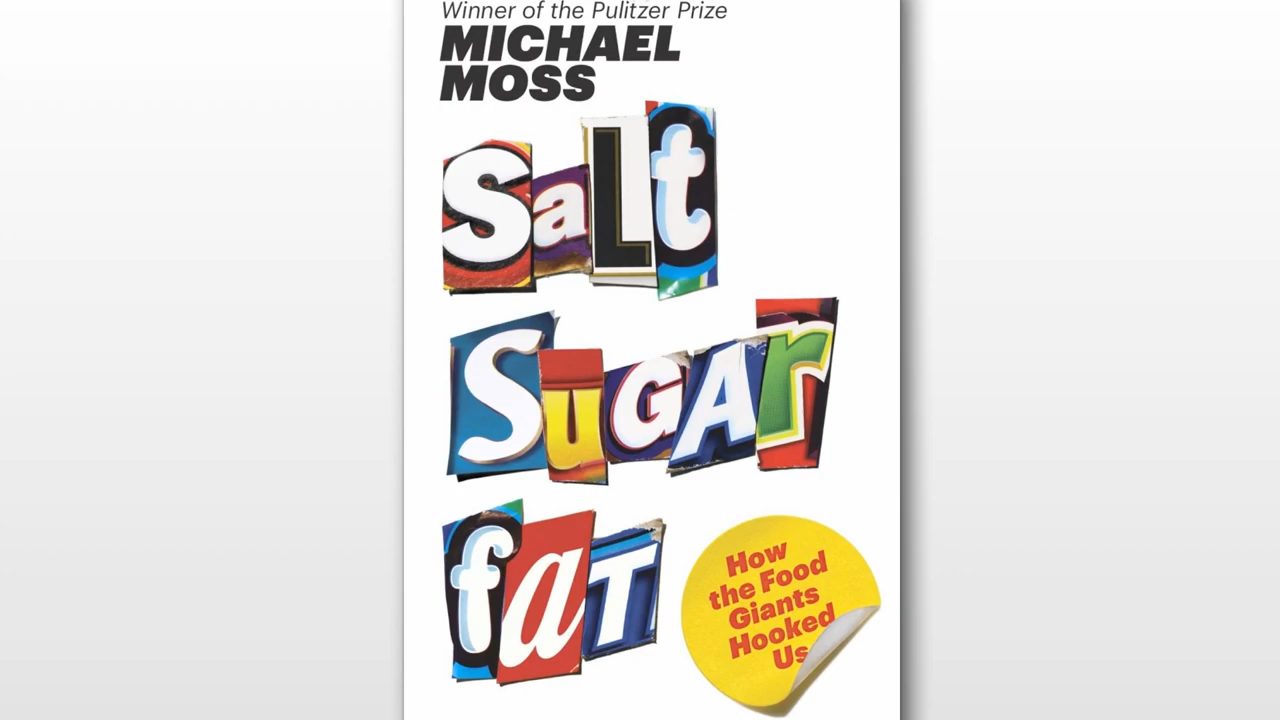 Winner of the Pulitzer Prize
MICHAEL
MOSS
SaLt
SuGAr
faT
How
the Food
Giants
Hooked
Us